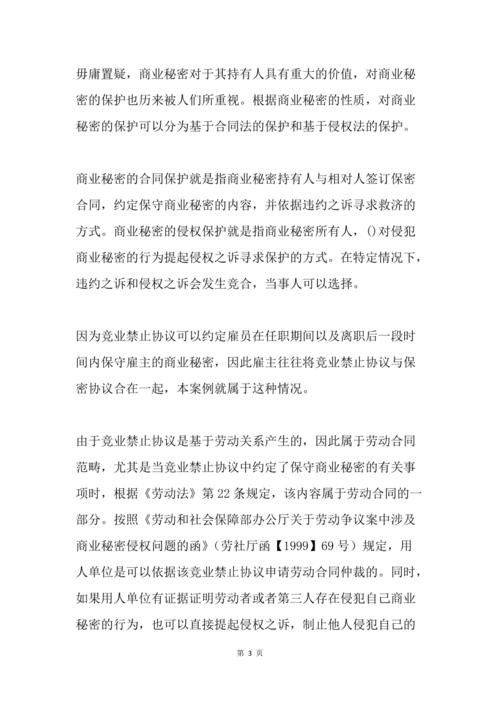 毋庸置疑，商业秘密对于其持有人具有重大的价值，对商业秘
密的保护也历来被人们所重视。根据商业秘密的性质，对商业
秘密的保护可以分为基于合同法的保护和基于侵权法的保护。
商业秘密的合同保护就是指商业秘密持有人与相对人签订保密
合同，约定保守商业秘密的内容，并依据违约之诉寻求救济的
方式。商业秘密的侵权保护就是指商业秘密所有人，()对侵犯
商业秘密的行为提起侵权之诉寻求保护的方式。在特定情况下，
违约之诉和侵权之诉会发生竞合，当事人可以选择。
因为竞业禁止协议可以约定雇员在任职期间以及离职后一段时
间内保守雇主的商业秘密，因此雇主往往将竞业禁止协议与保
密协议合在一起，本案例就属于这种情况。
由于竞业禁止协议是基于劳动关系产生的，因此属于劳动合同
范畴，尤其是当竞业禁止协议中约定了保守商业秘密的有关事
项时，根据《劳动法》第 22 条规定，该内容属于劳动合同的一
部分。按照《劳动和社会保障部办公厅关于劳动争议案中涉及
商业秘密侵权问题的函》（劳社厅函【1999】69 号）规定，用
人单位是可以依据该竞业禁止协议申请劳动合同仲裁的。同时，
如果用人单位有证据证明劳动者或者第三人存在侵犯自己商业
秘密的行为，也可以直接提起侵权之诉，制止他人侵犯自己的
第 3 页